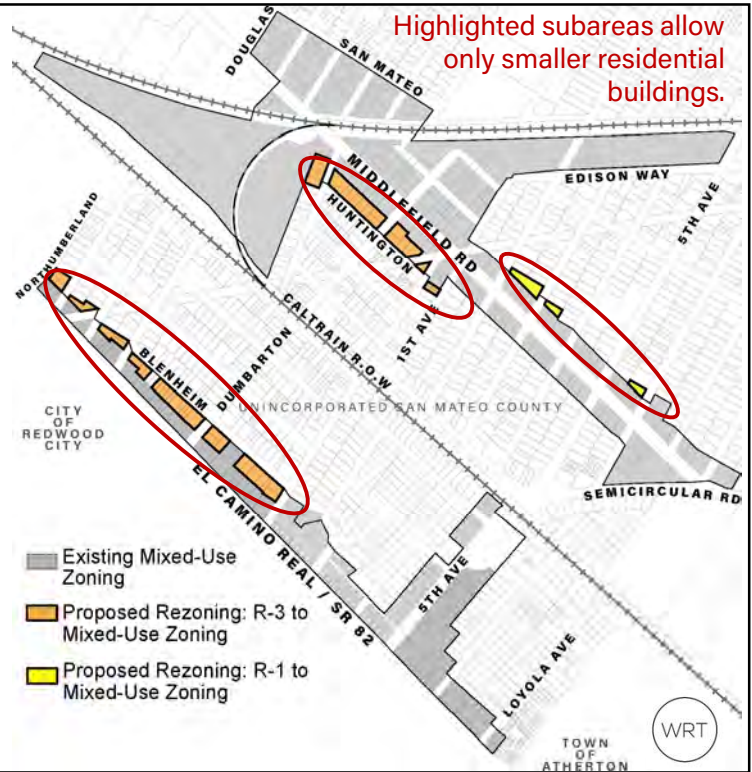 Highlighted subareas allow
only smaller residential
buildings.
DOUGLAS
SAN MATEO
MIDDLEFIELD RD
EDISON WAY
5TH AVE
HUNTINGTON
NORTHUMBERLAND
1ST AVE
CALTRAIN R.O.W
BLENHEIM
DUMBARTON
UNINCORPORATED SAN MATEO COUNTY
CITY
OF
REDWOOD
CITY
SEMICIRCULAR RD
EL CAMINO REAL / SR 82
5TH AVE
LOYOLA AVE
Existing Mixed-Use
Zoning
Proposed Rezoning: R-3 to
Mixed-Use Zoning
Proposed Rezoning: R-1 to
Mixed-Use Zoning
WRT
TOWN
OF
ATHERTON